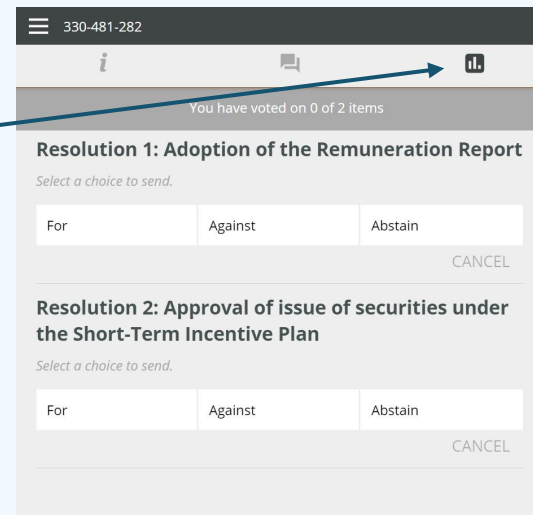 330-481-282
i
You have voted on 0 of 2 items
Resolution 1: Adoption of the Remuneration Report
Select a choice to send.
For Against Abstain
CANCEL
Resolution 2: Approval of issue of securities under
the Short-Term Incentive Plan
Select a choice to send.
For Against Abstain
CANCEL